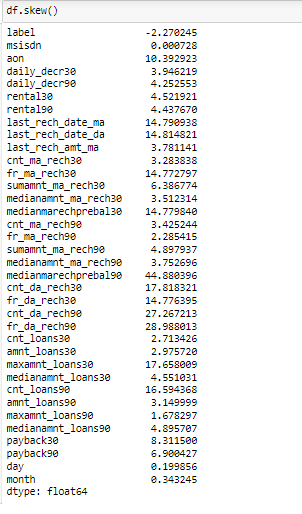 df.skew()
label -2.270245
msisdn 0.000728
aon 10.392923
daily_decr30 3.946219
daily_decr90 4.252553
rental30 4.521921
rental90 4.437670
last_rech_date_ma 14.790938
last_rech_date_da 14.814821
last_rech_amt_ma 3.781141
cnt_ma_rech30 3.283838
fr_ma_rech30 14.772797
sumamnt_ma_rech30 6.386774
medianamnt_ma_rech30 3.512314
medianmarechprebal30 14.779840
cnt_ma_rech90 3.425244
fr_ma_rech90 2.285415
sumamnt_ma_rech90 4.897937
medianamnt_ma_rech90 3.752696
medianmarechprebal90 44.880396
cnt_da_rech30 17.818321
fr_da_rech30 14.776395
cnt_da_rech90 27.267213
fr_da_rech90 28.988013
cnt_loans30 2.713426
amnt_loans30 2.975720
maxamnt_loans30 17.658009
medianamnt_loans30 4.551031
cnt_loans90 16.594368
amnt_loans90 3.149999
maxamnt_loans90 1.678297
medianamnt_loans90 4.895707
payback30 8.311500
payback90 6.900427
day 0.199856
month 0.343245
dtype: float64